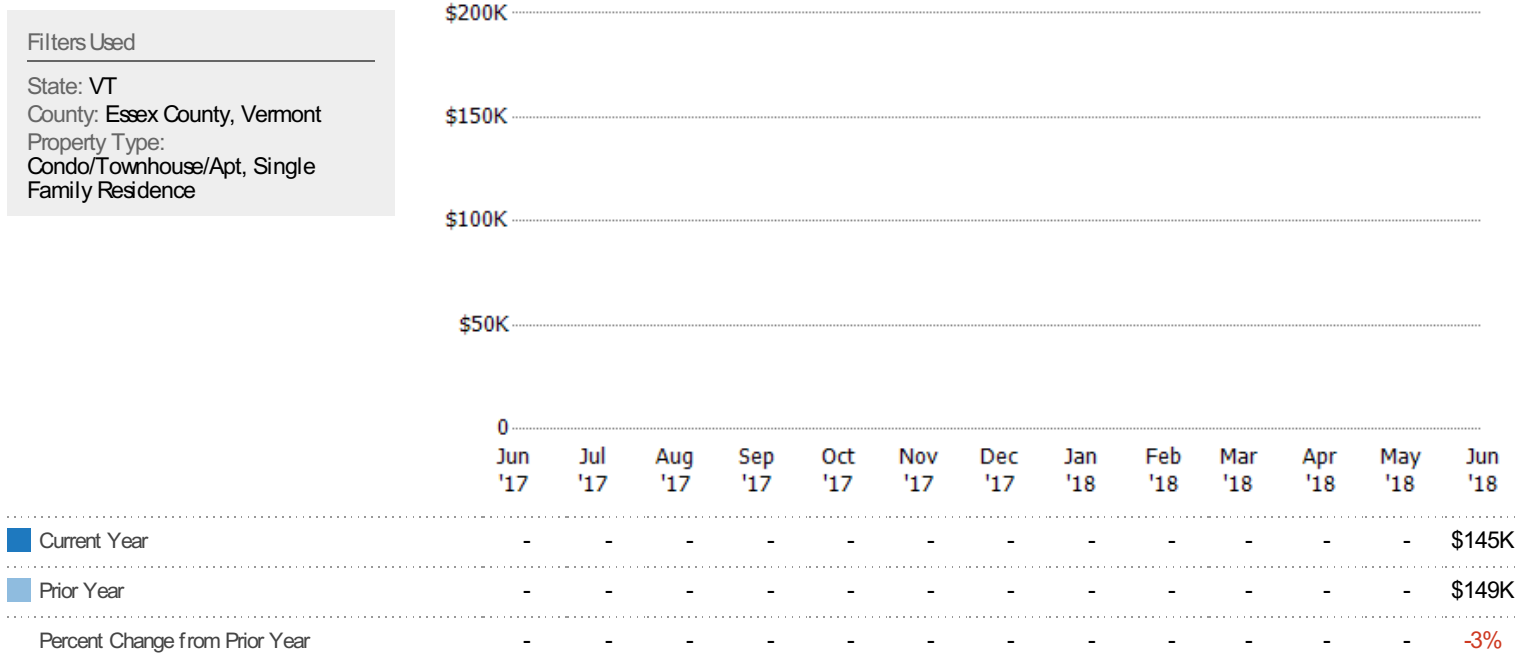 Filters Used
State: VT
County: Essex County, Vermont
Property Type:
Condo/Townhouse/Apt, Single
Family Residence
$200K
$150K
$100K
$50K
0
Jun Jul Aug Sep Oct Nov Dec Jan Feb Mar Apr May Jun
'17 '17 '17 '17 '17 '17 '17 '18 '18 '18 '18 '18 '18
Current Year - - - - - - - - - - - - $145K
Prior Year - - - - - - - - - - - - $149K
Percent Change from Prior Year - - - - - - - - - - - - -3%